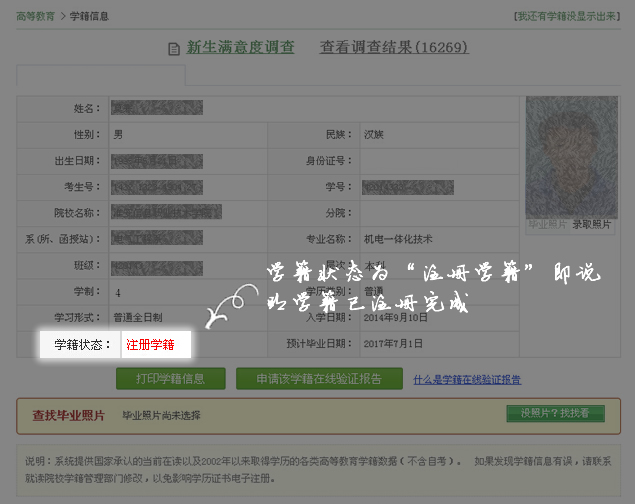 高等教育 > 学籍信息
[我还有学籍没显示出来]
新生满意度调查 查看调查结果(16269)
姓名：
性别： 男 民族： 汉族
出生日期： 身份证号：
考生号： 学号：
毕业照片 录取照片
院校名称： 分院：
系(所、函授站)： 专业名称： 机电一体化技术
班级： 层次： 本科
学制： 4 学历类别： 普通
学籍状态为“注册学籍”即说
明学籍已注册完成
学习形式： 普通全日制 入学日期： 2014年9月10日
学籍状态： 注册学籍 预计毕业日期： 2017年7月1日
打印学籍信息 申请该学籍在线验证报告 什么是学籍在线验证报告
查找毕业照片 毕业照片尚未选择 没照片？找找看
说明：系统提供国家承认的当前在读以及2002年以来取得学历的各类高等教育学籍数据（不含自考）。 如果发现学籍信息有误，请联系
就读院校学籍管理部门修改，以免影响学历证书电子注册。